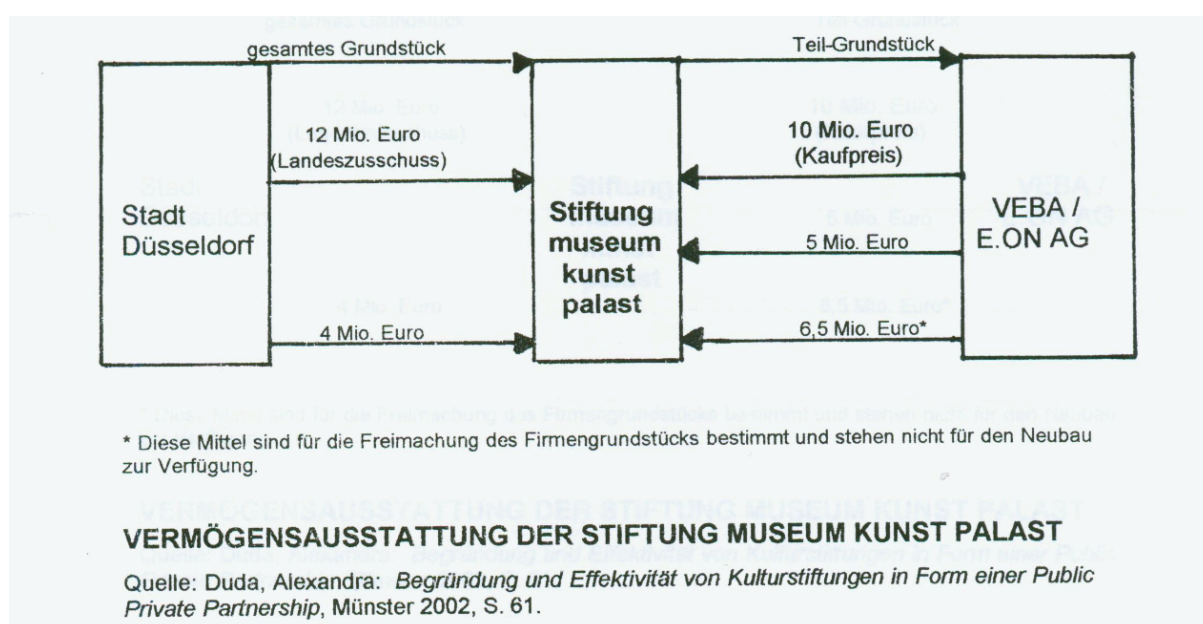 gesamtes Grundstück
Teil-Grundstück
12 Mio. Euro
(Landeszuschuss)
10 Mio. Euro
(Kaufpreis)
Stadt
Düsseldorf
Stiftung
museum
kunst
palast
VEBA /
E.ON AG
5 Mio. Euro
4 Mio. Euro
6,5 Mio. Euro*
* Diese Mittel sind für die Freimachung des Firmengrundstücks bestimmt und stehen nicht für den Neubau
zur Verfügung.
VERMÖGENSAUSSTATTUNG DER STIFTUNG MUSEUM KUNST PALAST
Quelle: Duda, Alexandra: Begründung und Effektivität von Kulturstiftungen in Form einer Public
Private Partnership, Münster 2002, S. 61.